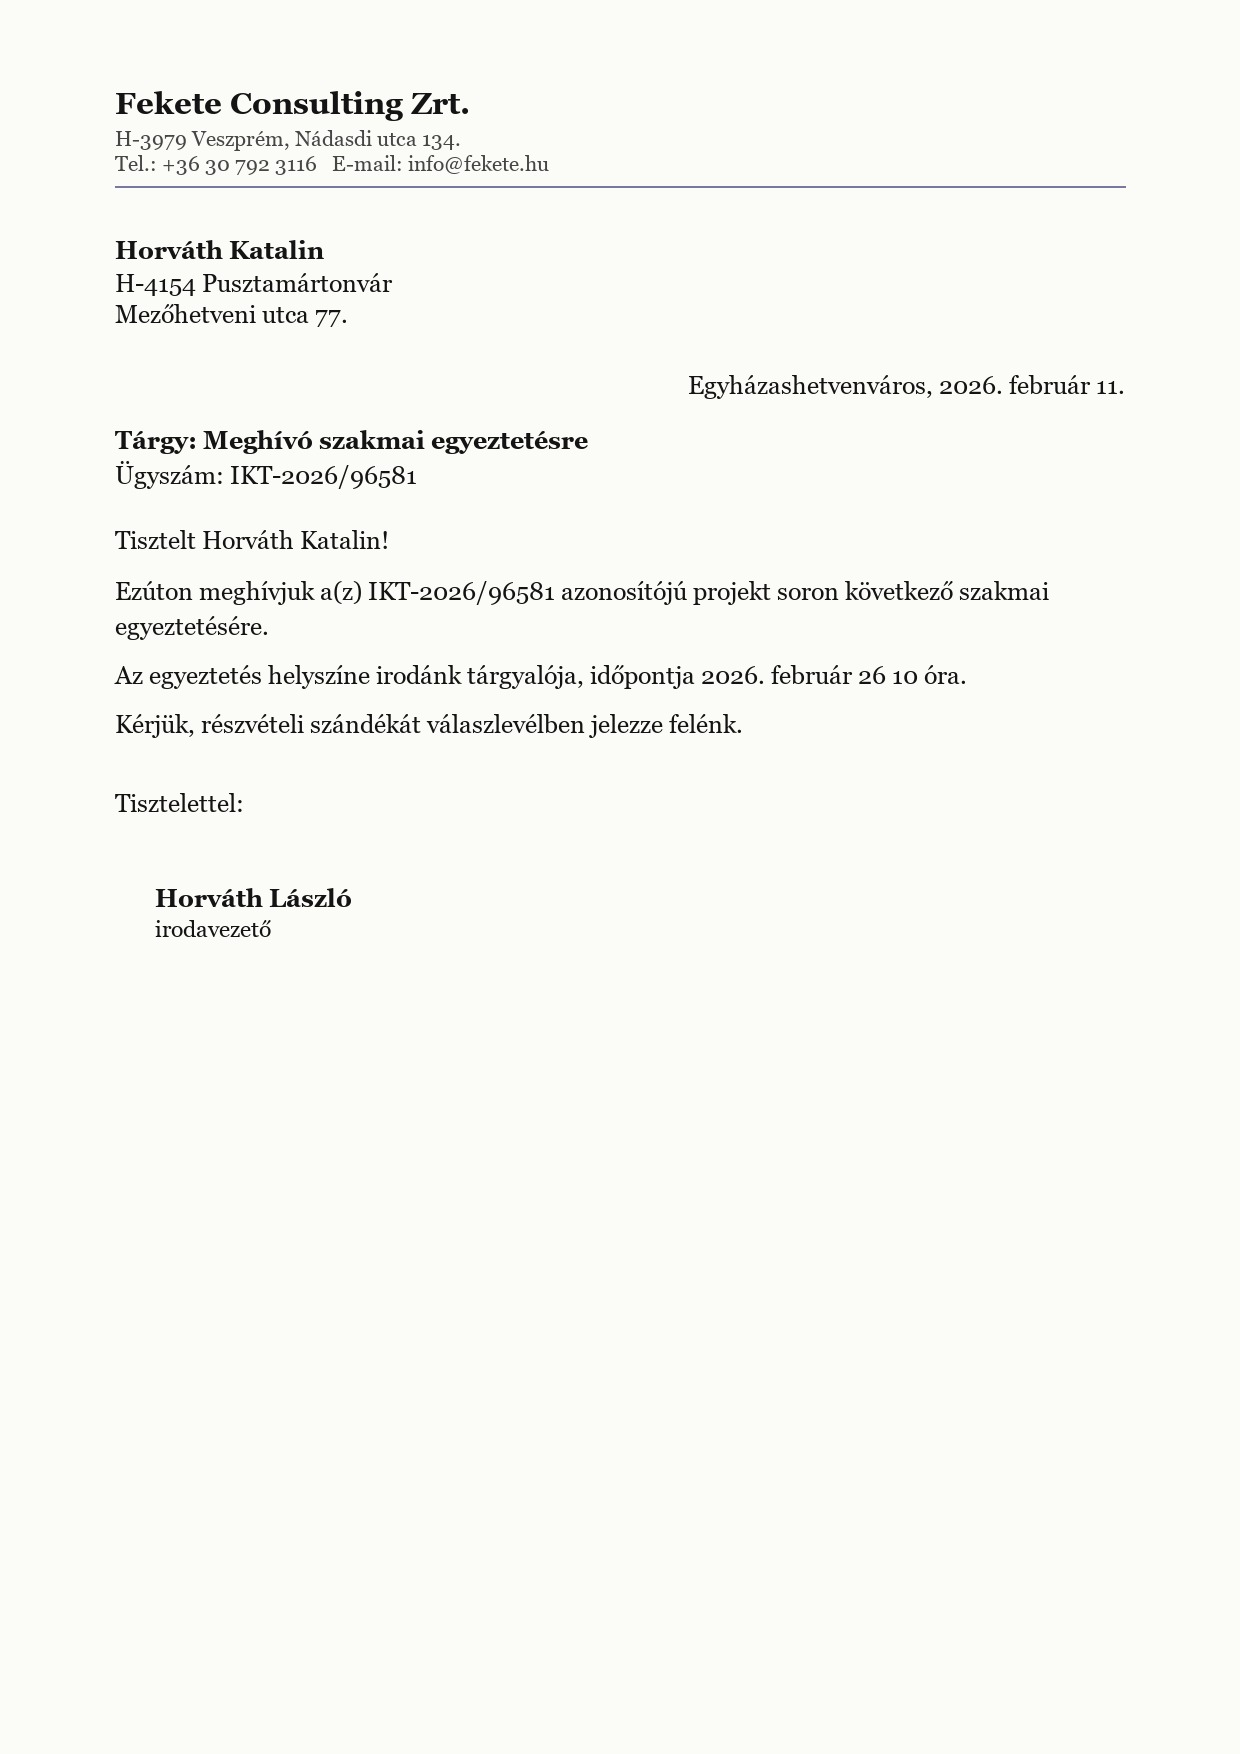 Fekete Consulting Zrt.
H-3979 Veszprém, Nádasdi utca 134.
Tel.: +36 30 792 3116 E-mail: info@fekete.hu
Horváth Katalin
H-4154 Pusztamártonvár
Mezőhetveni utca 77.
Egyházashetvenváros, 2026. február 11.
Tárgy: Meghívó szakmai egyeztetésre
Ügyszám: IKT-2026/96581
Tisztelt Horváth Katalin!
Ezúton meghívjuk a(z) IKT-2026/96581 azonosítójú projekt soron következő szakmai
egyeztetésére.
Az egyeztetés helyszíne irodánk tárgyalója, időpontja 2026. február 26 10 óra.
Kérjük, részvételi szándékát válaszlevélben jelezze felénk.
Tisztelettel:
Horváth László
irodavezető